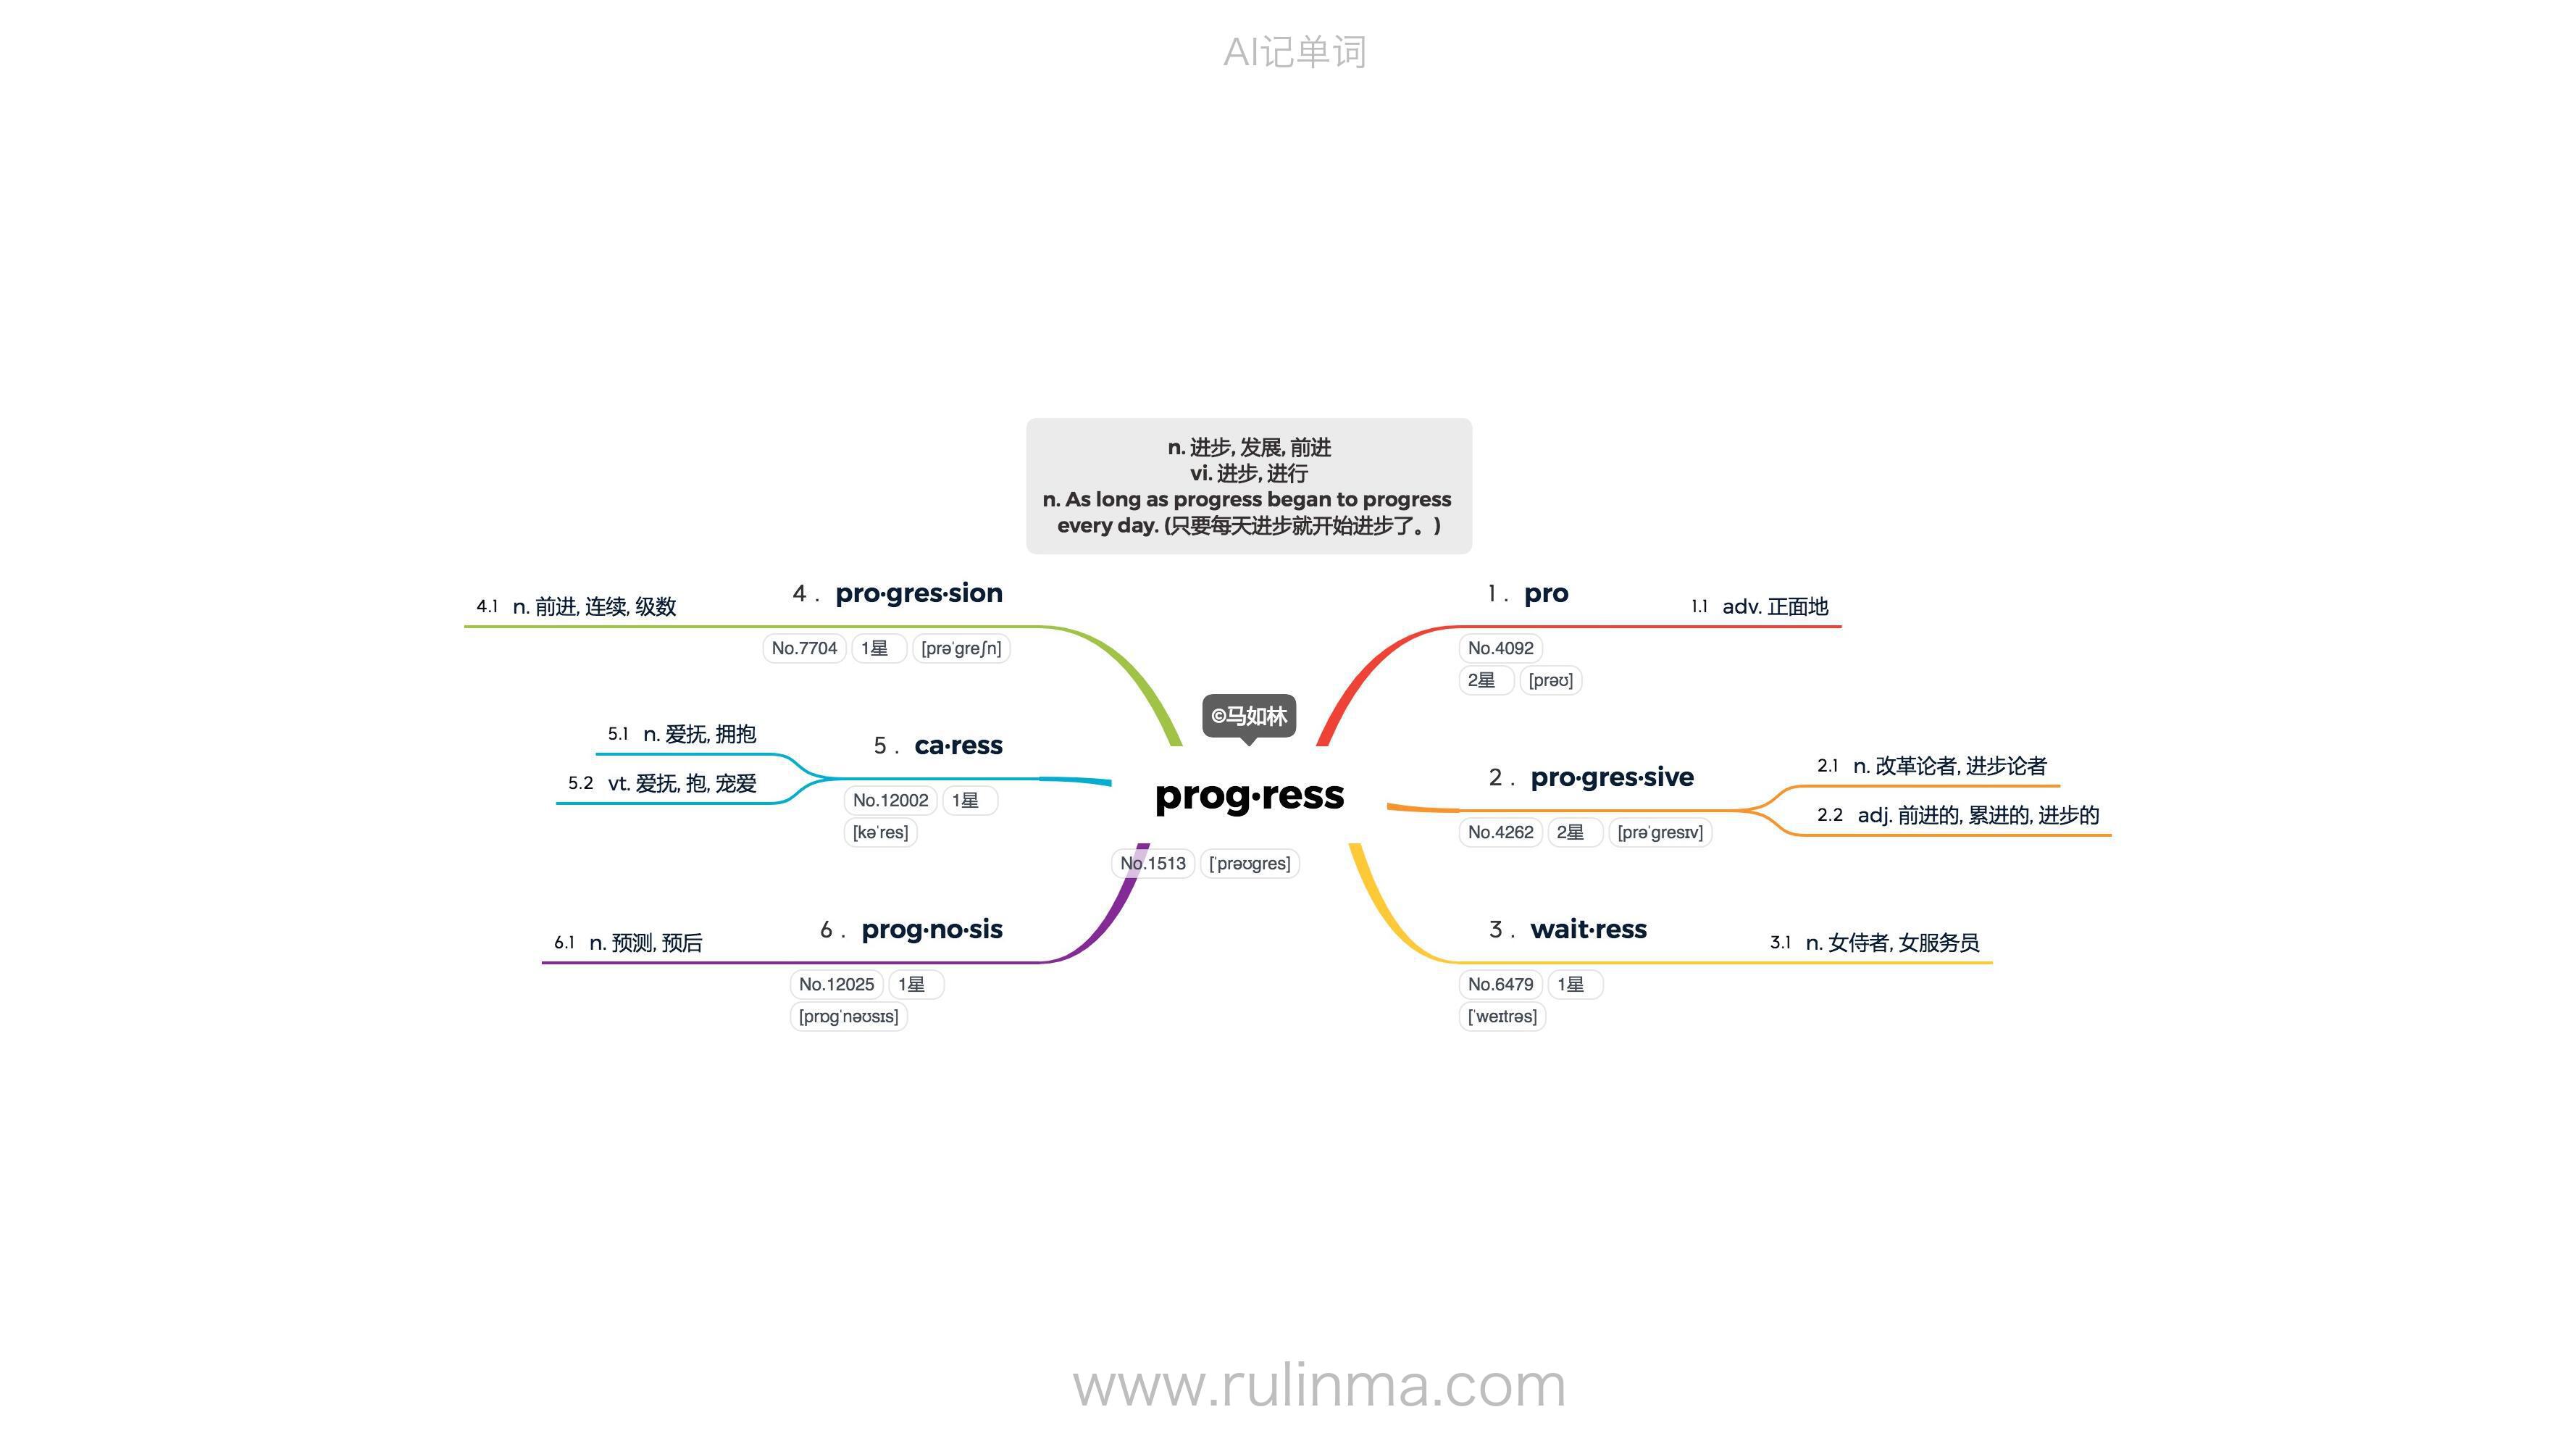 AI记单词
n. 进步, 发展, 前进
vi. 进步, 进行
n. As long as progress began to progress
every day. (只要每天进步就开始进步了。)
©马如林
prog·ress
No.1513 [ˈprəʊgres]
1 . pro
No.4092
2星 [prəʊ]
1.1 adv. 正面地
2 . pro·gres·sive
No.4262 2星 [prəˈgresɪv]
2.1 n. 改革论者, 进步论者
2.2 adj. 前进的, 累进的, 进步的
3 . wait·ress
No.6479 1星
[ˈweɪtrəs]
3.1 n. 女侍者, 女服务员
4 . pro·gres·sion
No.7704 1星 [prəˈgreʃn]
4.1 n. 前进, 连续, 级数
5 . ca·ress
No.12002 1星
[kəˈres]
5.1 n. 爱抚, 拥抱
5.2 vt. 爱抚, 抱, 宠爱
6 . prog·no·sis
No.12025 1星
[prɒgˈnəʊsɪs]
6.1 n. 预测, 预后
www.rulinma.com